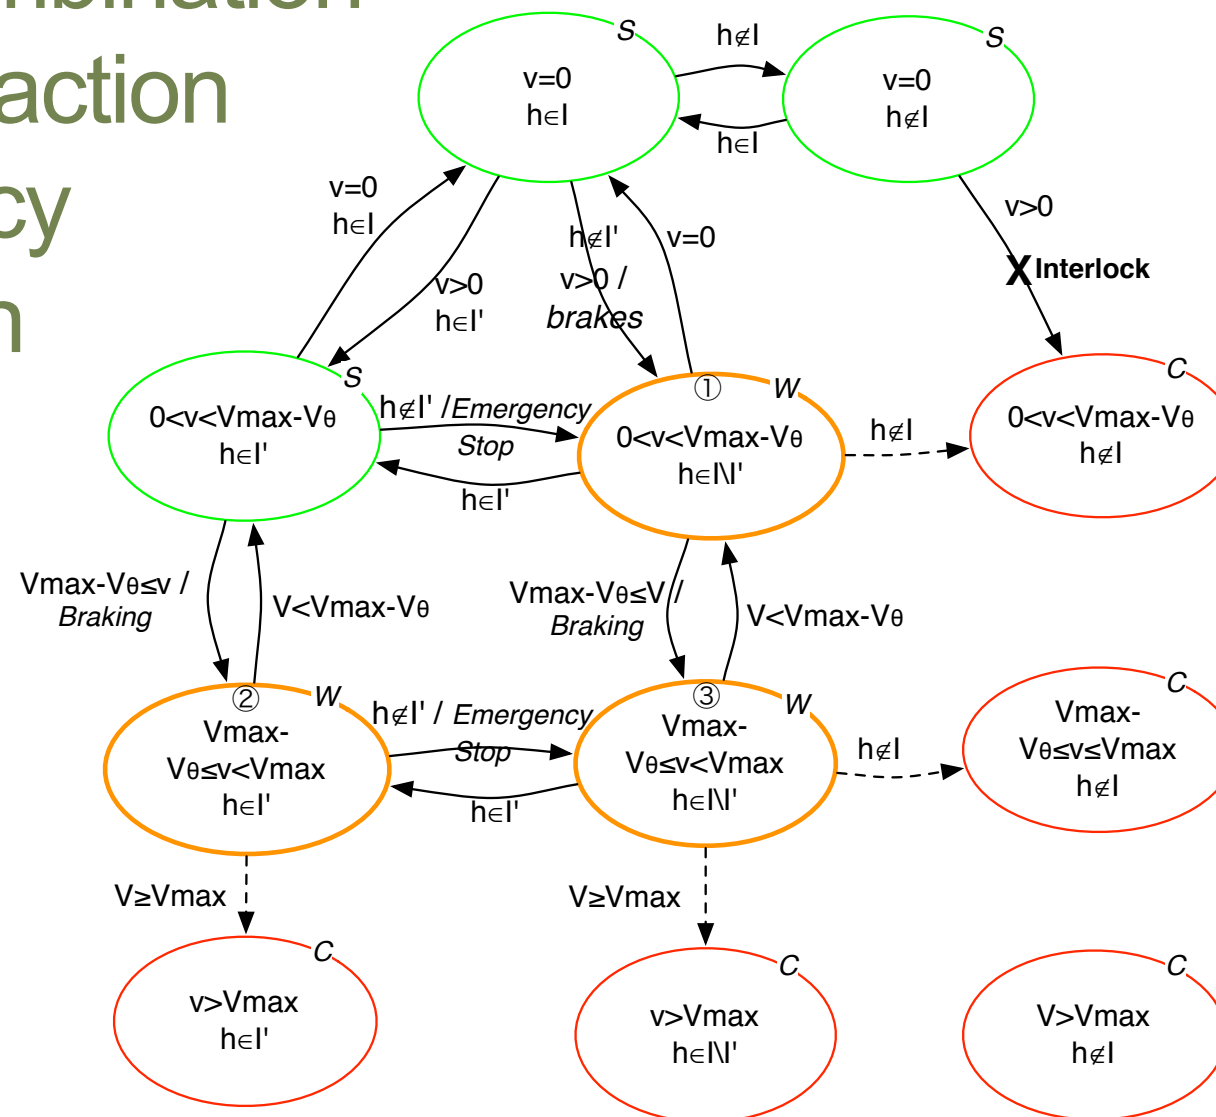 mbination
action
cy
n
S
v=0
h∈I
h∉I
h∈I
S
v=0
h∉I
v=0
h∈I
v>0
h∈I'
h∉I'
v>0 /
brakes
v=0
v>0
X Interlock
S
0<v<Vmax-Vθ
h∈I'
h∉I' /Emergency
Stop
h∈I'
① W
0<v<Vmax-Vθ
h∈I\I'
h∉I
C
0<v<Vmax-Vθ
h∉I
Vmax-Vθ≤v /
Braking
V<Vmax-Vθ
Vmax-Vθ≤V /
Braking
V<Vmax-Vθ
② W
Vmax-
Vθ≤v<Vmax
h∈I'
h∉I' / Emergency
Stop
h∈I'
③ W
Vmax-
Vθ≤v<Vmax
h∈I\I'
h∉I
C
Vmax-
Vθ≤v≤Vmax
h∉I
V≥Vmax
V≥Vmax
C
v>Vmax
h∈I'
C
v>Vmax
h∈I\I'
C
V>Vmax
h∉I